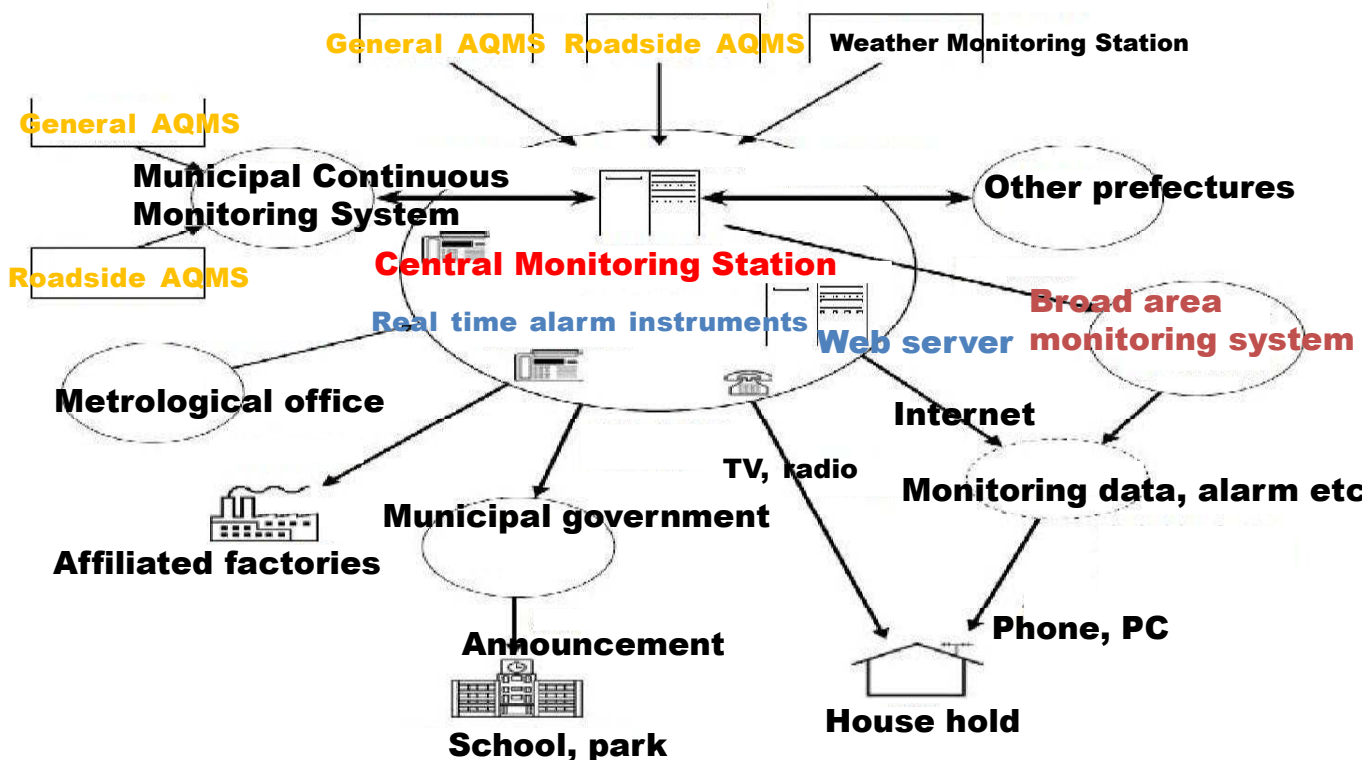 General AQMS
Roadside AQMS
Weather Monitoring Station
General AQMS
Municipal Continuous
Monitoring System
Other prefectures
Roadside AQMS
Central Monitoring Station
Real time alarm instruments
Web server
Broad area
monitoring system
Metrological office
Internet
TV, radio
Monitoring data, alarm etc
Municipal government
Affiliated factories
Announcement
Phone, PC
School, park
House hold